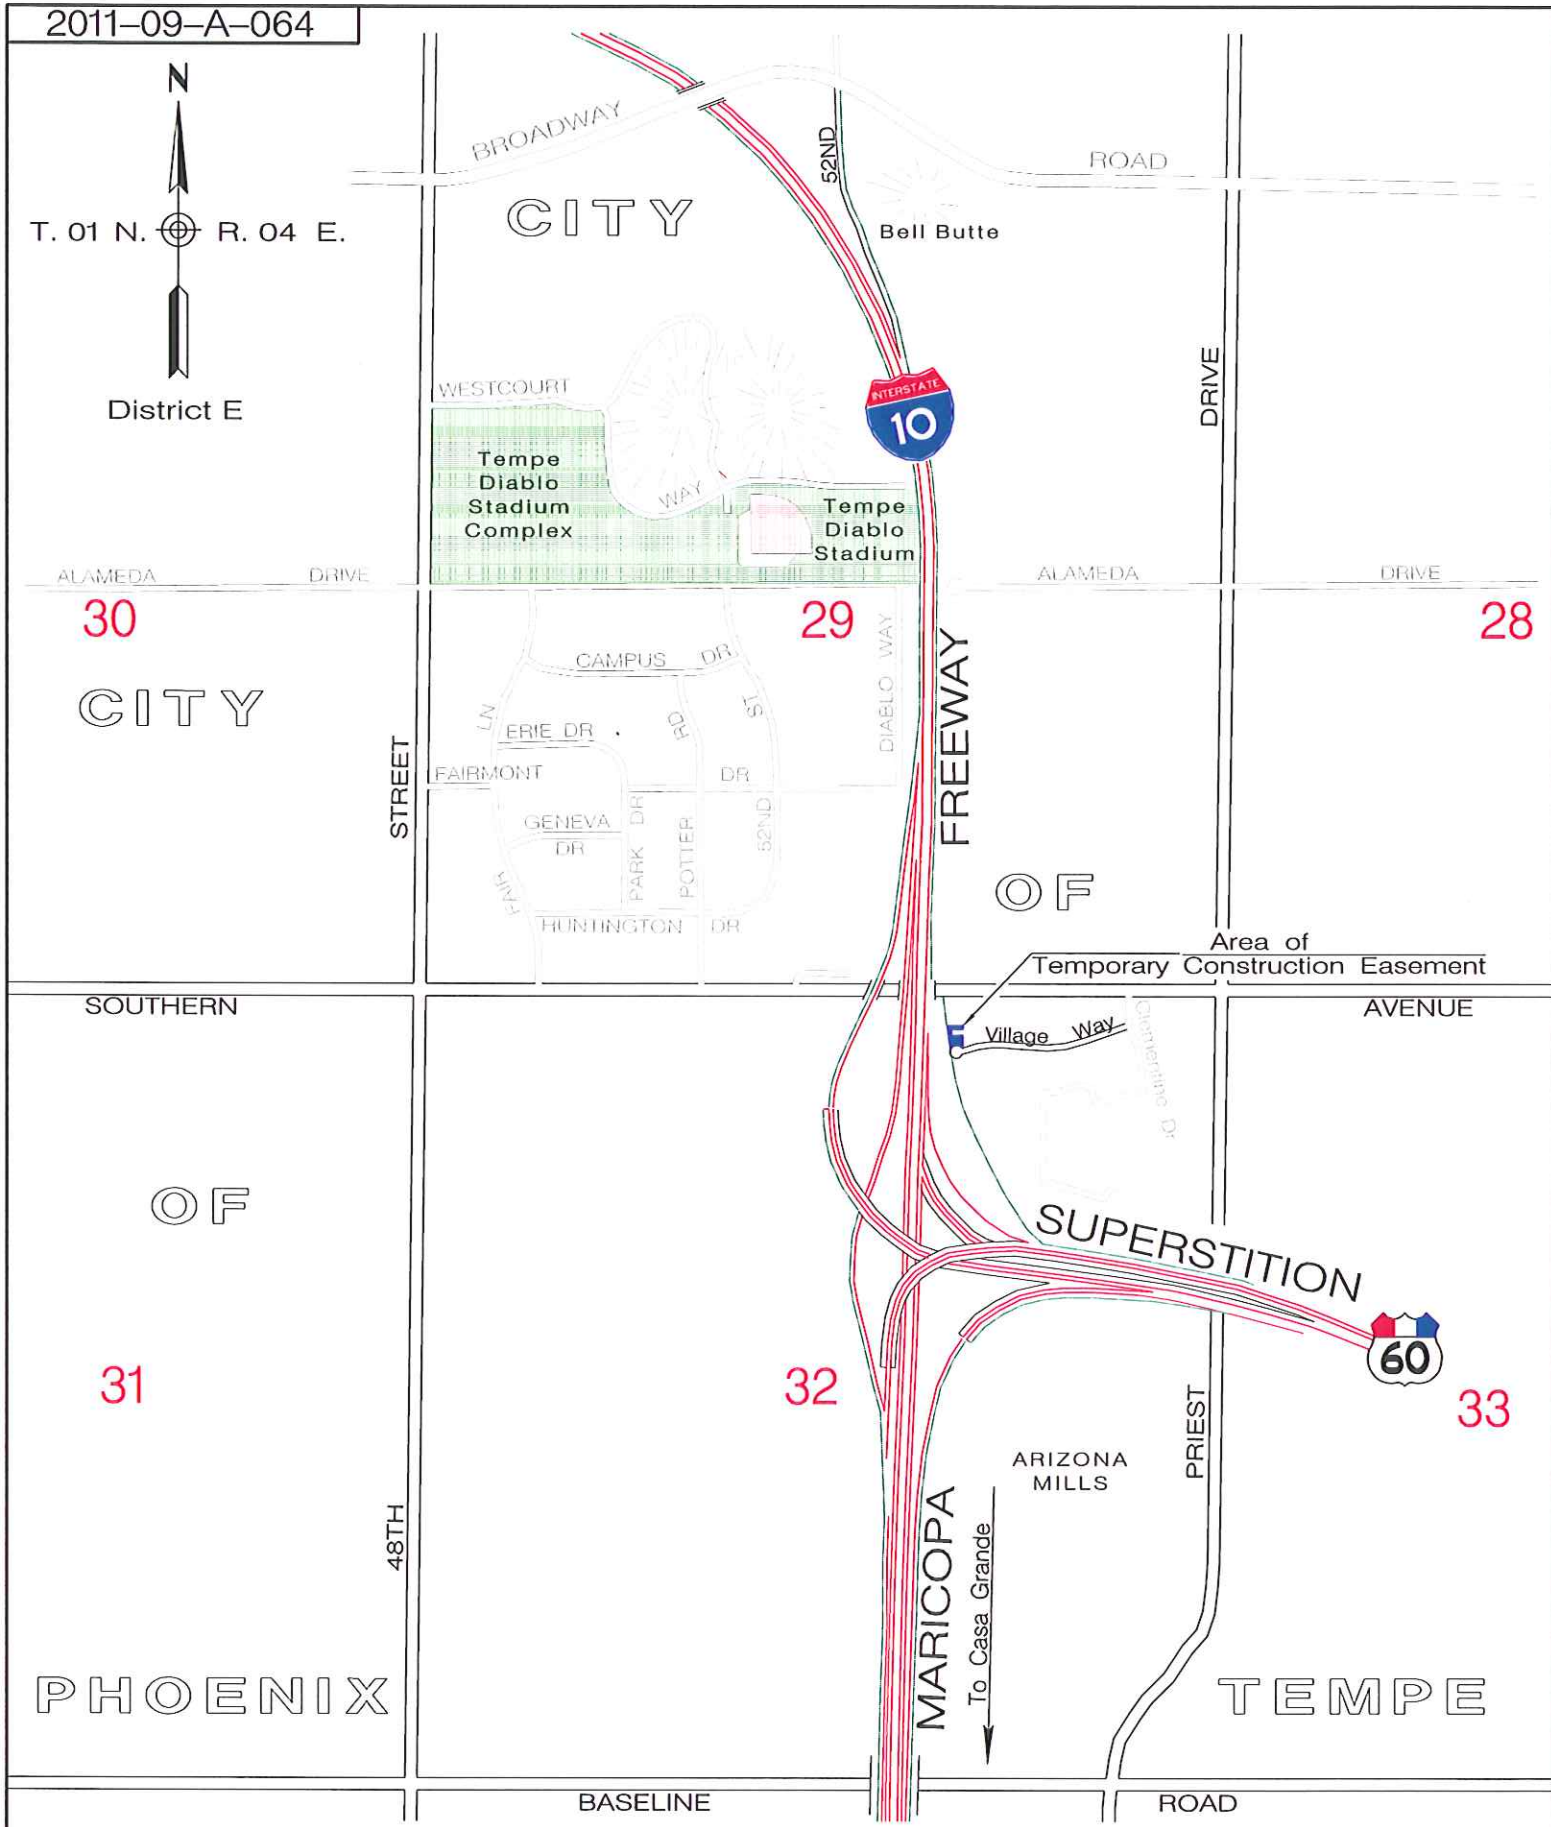 2011–09–A–064
N
T. 01 N. R. 04 E.
District E
BROADWAY
ROAD
52ND
CITY
Bell Butte
DRIVE
WESTCOURT
WAY
INTERSTATE
10
Tempe
Diablo
Stadium
Complex
Tempe
Diablo
Stadium
ALAMEDA
DRIVE
ALAMEDA
DRIVE
30
29
28
CITY
CAMPUS DR
DIABLO WAY
FREEWAY
LN
ERIE DR
RD
ST
STREET
FAIRMONT
DR
GENEVA
DR
PARK DR
POTTER
52ND
FAIR
HUNTINGTON DR
OF
Area of
Temporary Construction Easement
SOUTHERN
AVENUE
Village Way
Clementine Dr
OF
SUPERSTITION
60
31
32
33
PRIEST
ARIZONA
MILLS
48TH
MARICOPA
To Casa Grande
PHOENIX
TEMPE
BASELINE
ROAD